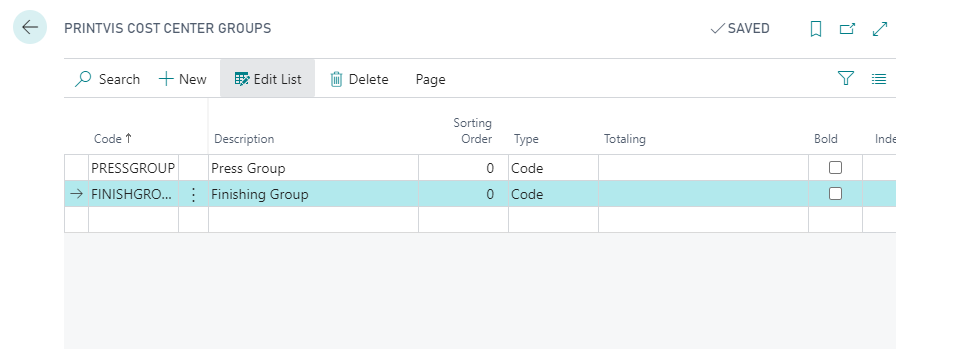 PRINTVIS COST CENTER GROUPS
SAVED
Search New Edit List Delete Page
Code Description Sorting Order Type Totaling Bold Inde
PRESSGROUP Press Group 0 Code
FINISHGRO... Finishing Group 0 Code